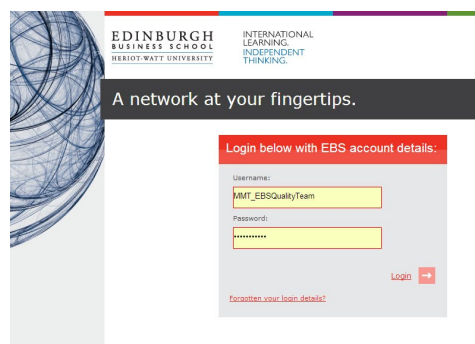 EDINBURGH
BUSINESS SCHOOL
HERIOT-WATT UNIVERSITY
INTERNATIONAL
LEARNING.
INDEPENDENT
THINKING.
A network at your fingertips.
Login below with EBS account details:
Username:
MMT_EBSQualityTeam
Password:
•••••••••••
Login
Forgotten your login details?